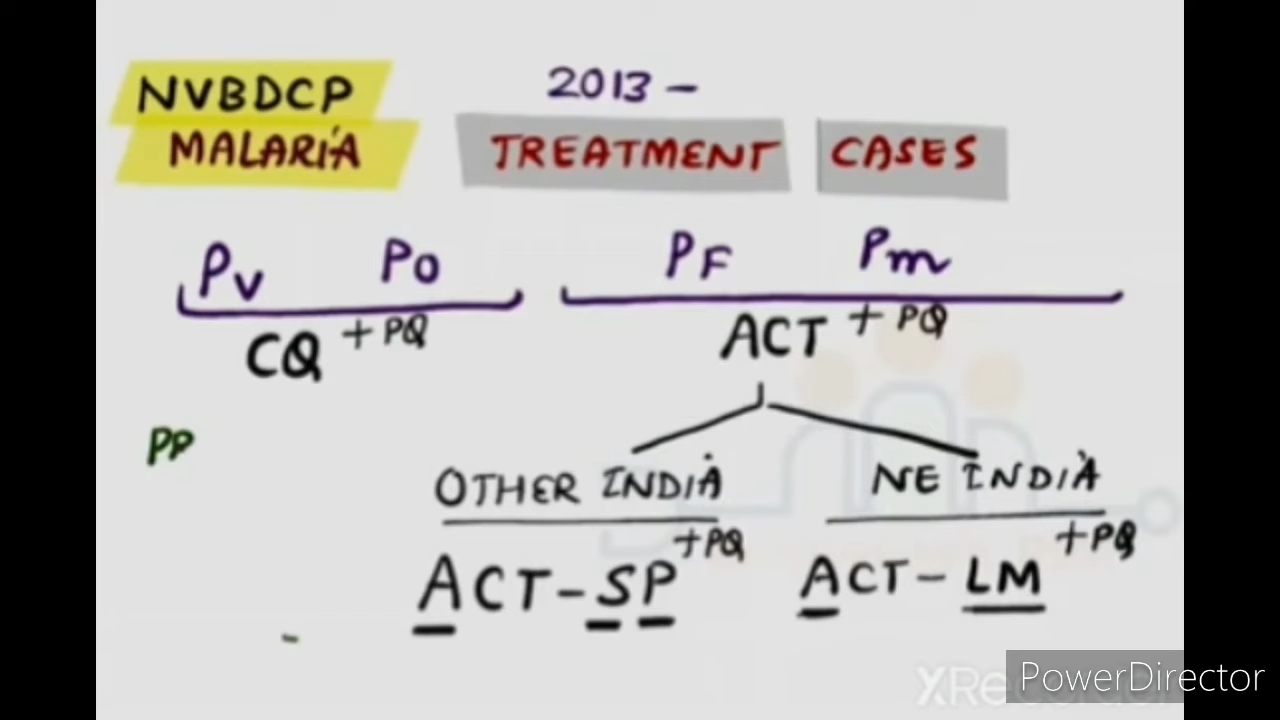 NVBDCP 2013 -
MALARIA TREATMENT CASES
Pv Po PF Pm
CQ + PQ ACT + PQ
PP
OTHER INDIA NE INDIA
ACT - SP + PQ ACT - LM + PQ
PowerDirector